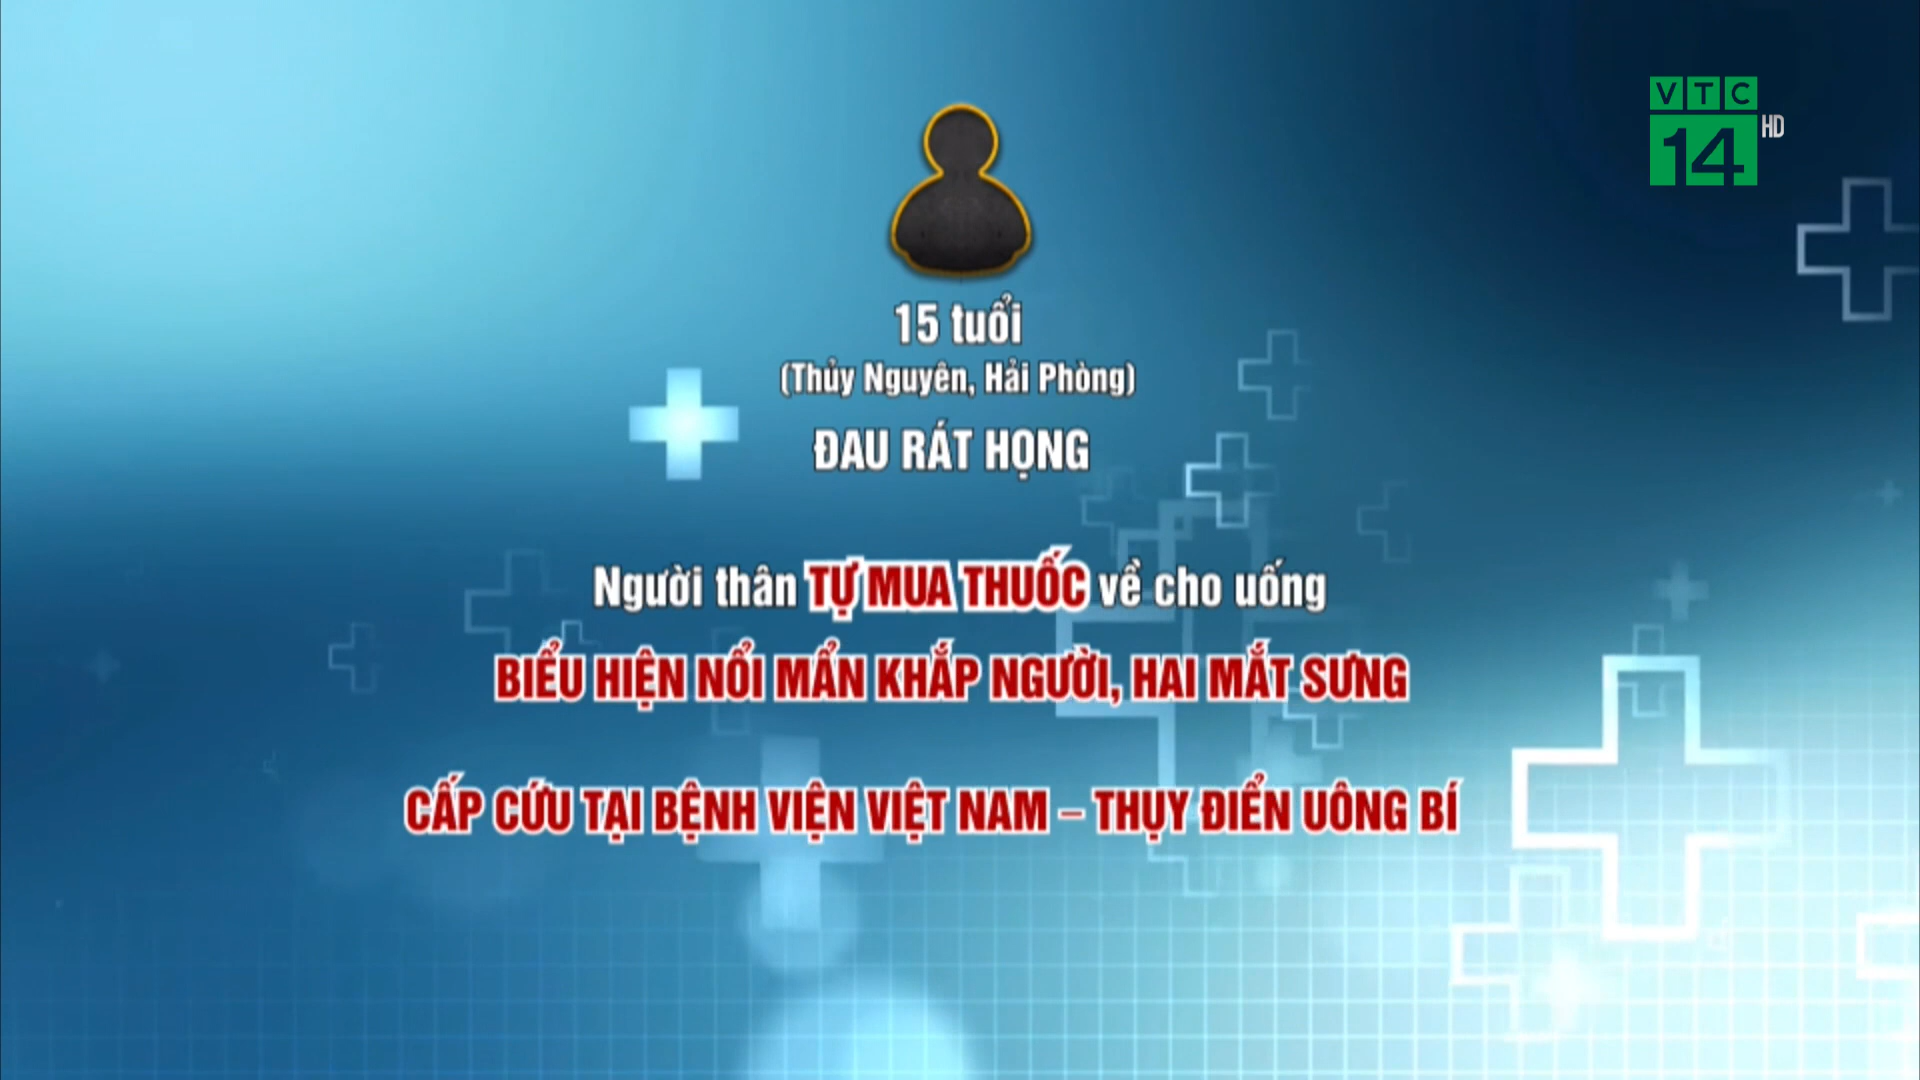 VTC
14 HD
15 tuổi
(Thủy Nguyên, Hải Phòng)
ĐAU RÁT HỌNG
Người thân TỰ MUA THUỐC về cho uống
BIỂU HIỆN NỔI MẨN KHẮP NGƯỜI, HAI MẮT SƯNG
CẤP CỨU TẠI BỆNH VIỆN VIỆT NAM – THỤY ĐIỂN UÔNG BÍ